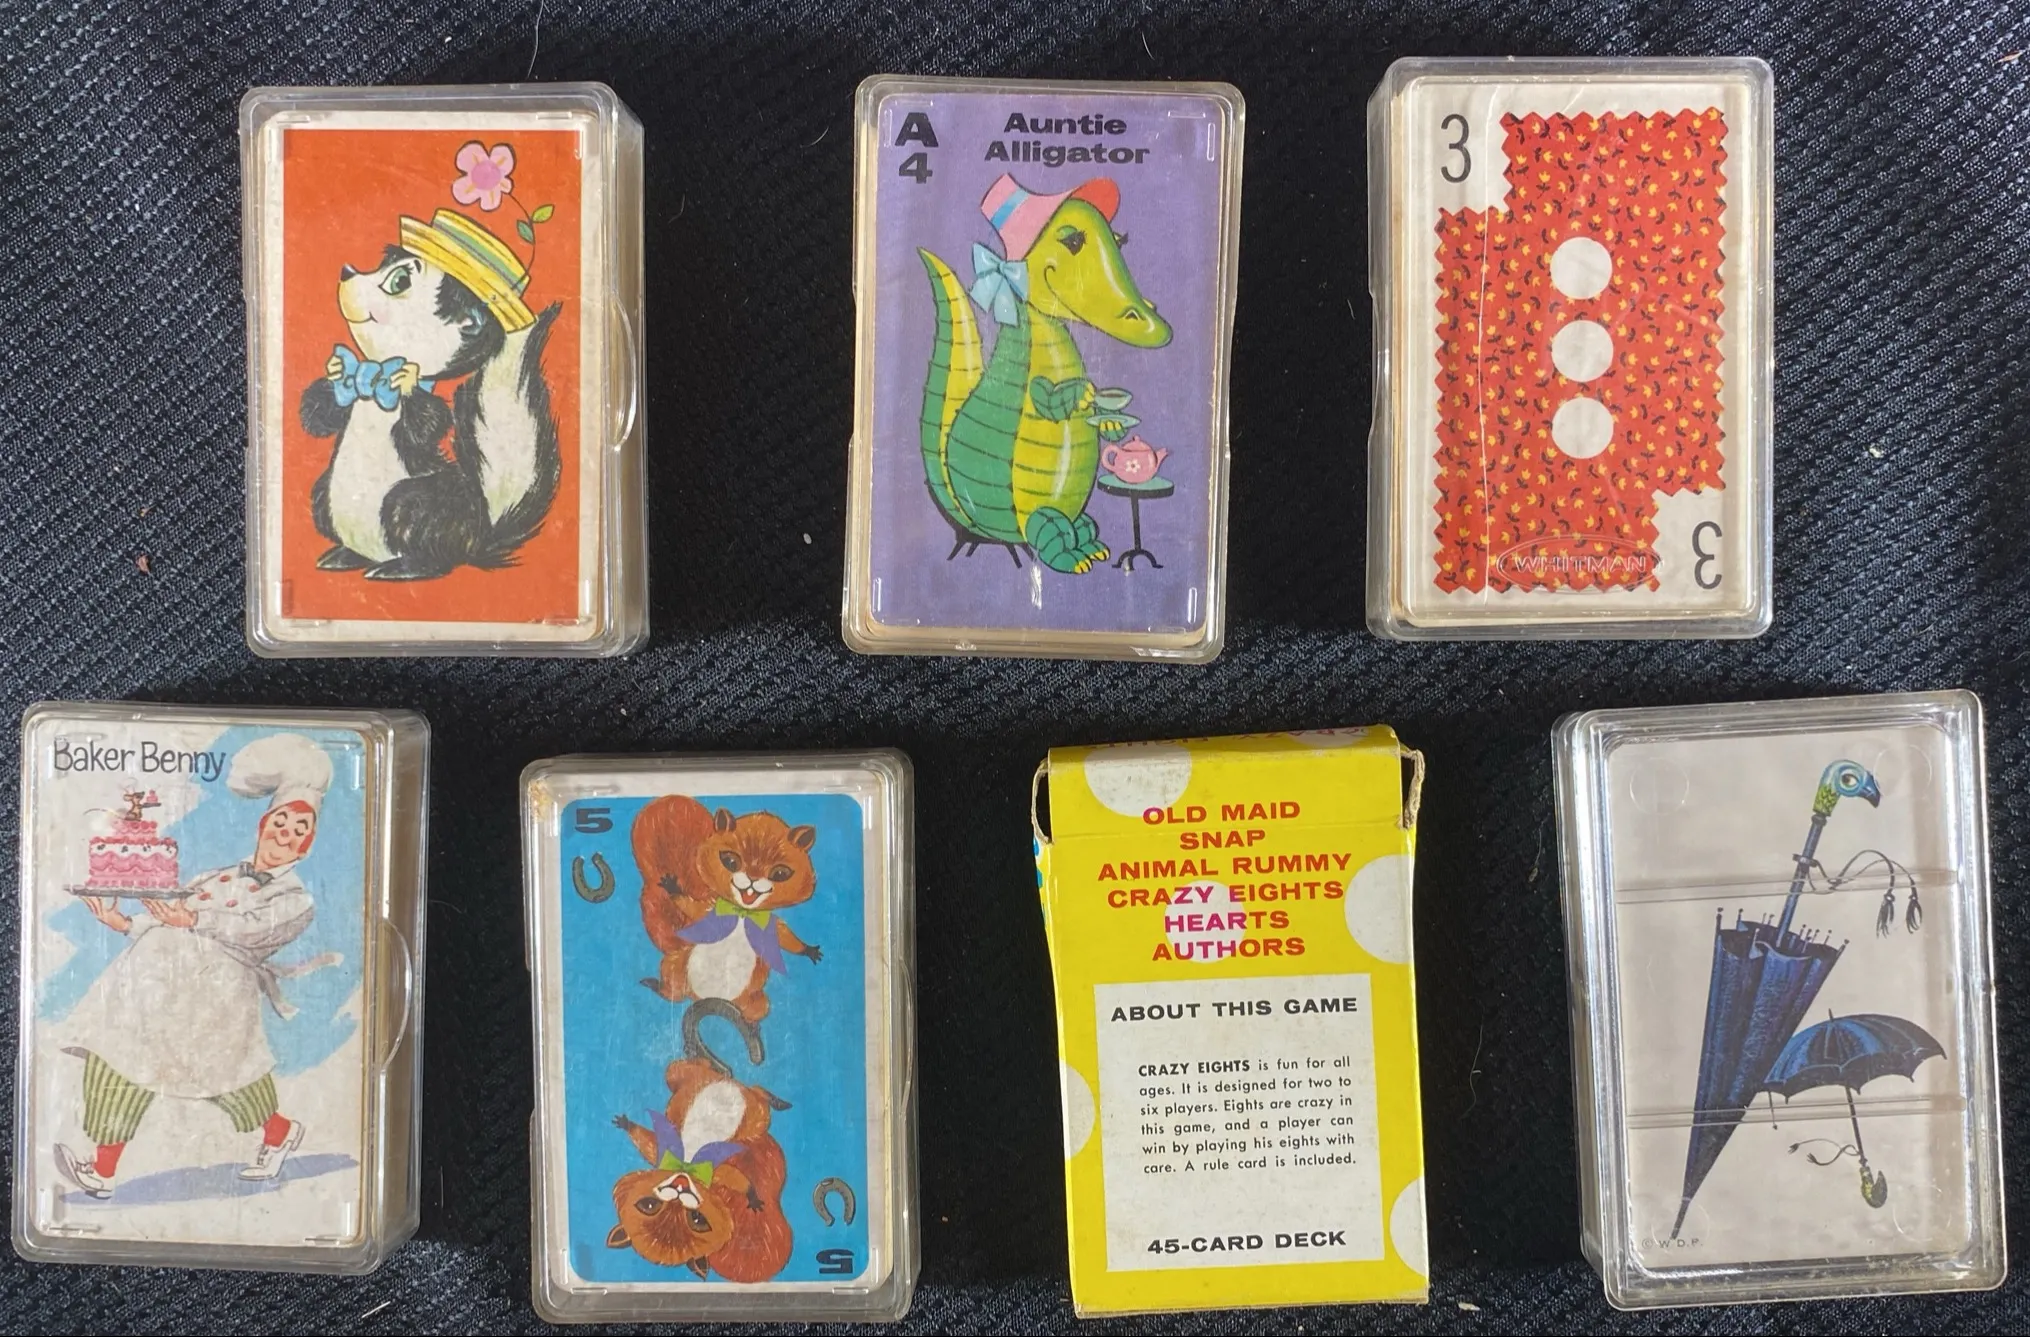 A
4
Auntie
Alligator
3
WHITMAN
3
Baker Benny
5
5
OLD MAID
SNAP
ANIMAL RUMMY
CRAZY EIGHTS
HEARTS
AUTHORS
ABOUT THIS GAME
CRAZY EIGHTS is fun for all
ages. It is designed for two to
six players. Eights are crazy in
this game, and a player can
win by playing his eights with
care. A rule card is included.
45-CARD DECK
© W.D.P.